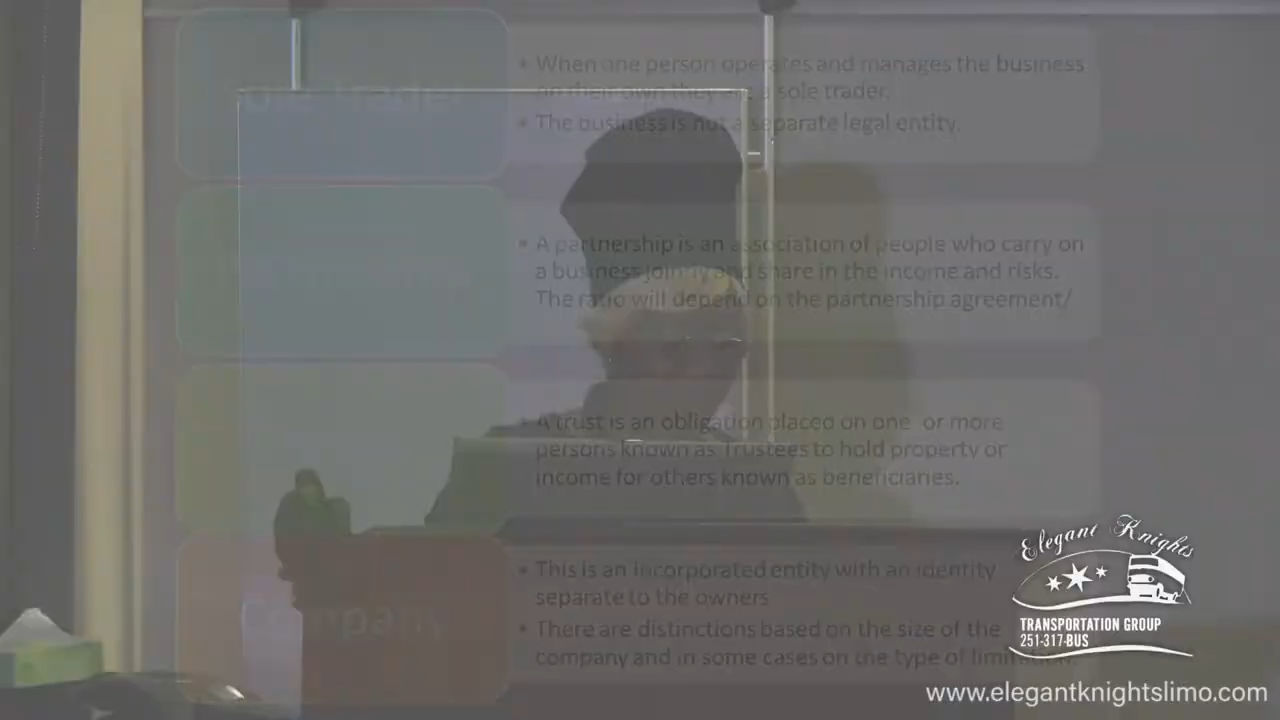 Sole Trader
• When one person operates and manages the business
on their own they are a sole trader.
• The business is not a separate legal entity.
• A partnership is an association of people who carry on
a business jointly and share in the income and risks.
The ratio will depend on the partnership agreement/
• A trust is an obligation placed on one or more
persons known as Trustees to hold property or
income for others known as beneficiaries.
Company
• This is an incorporated entity with an identity
separate to the owners
• There are distinctions based on the size of the
company and in some cases on the type of limitation.
Elegant Knights
TRANSPORTATION GROUP
251-317-BUS
www.elegantknightslimo.com